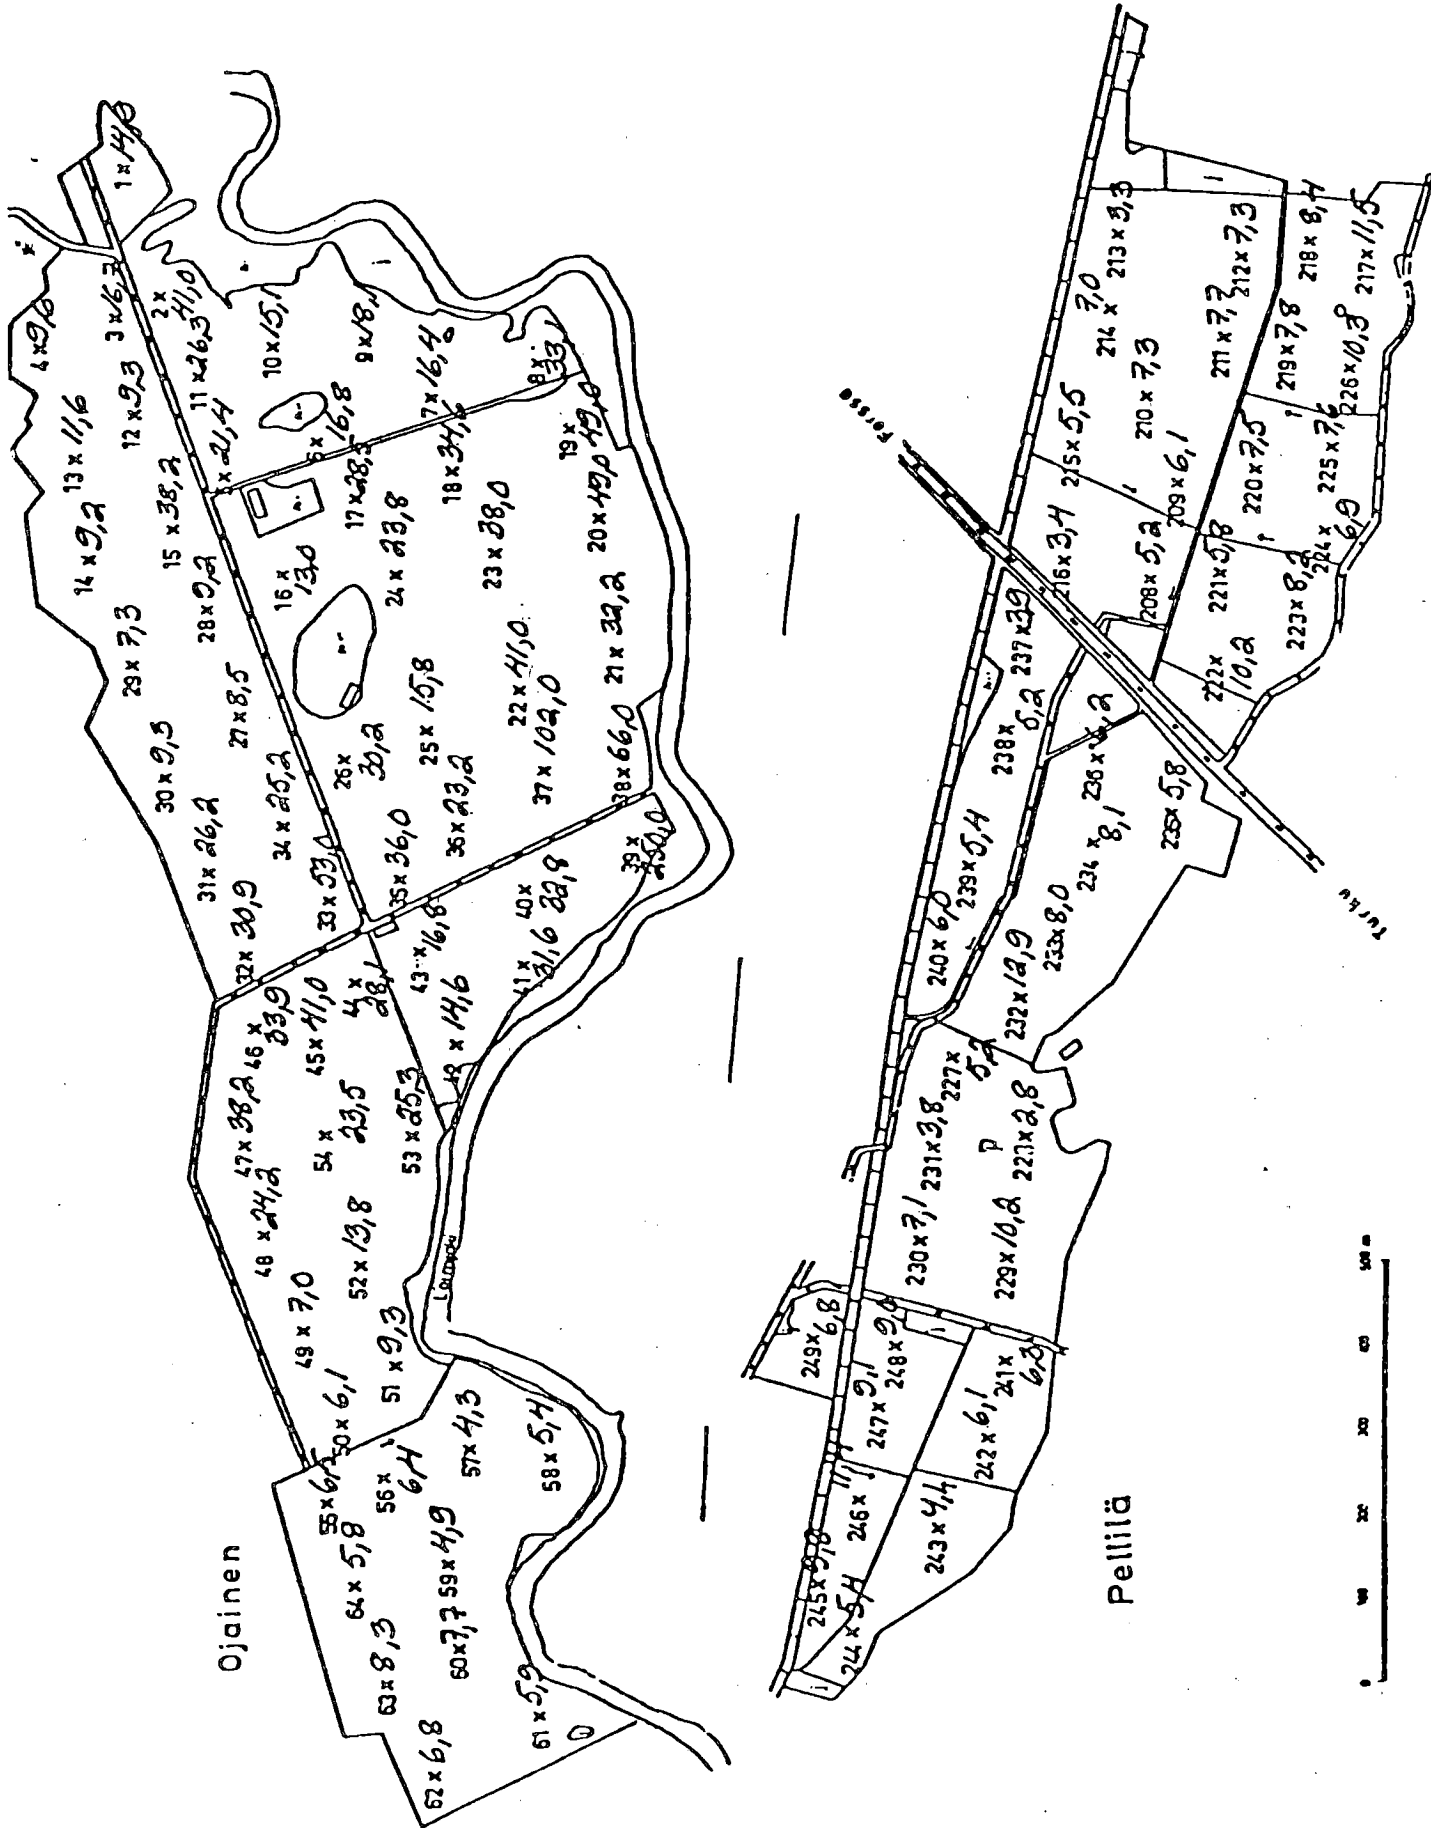 Ojainen
1 x 14,0
2 x 41,0
3 x 16,7
4 x 9,6
x 21,4
6 x 16,8
7 x 16,4
8 x 33,1
9 x 18,
10 x 15,1
11 x 26,3
12 x 9,3
13 x 11,6
14 x 9,2
15 x 38,2
16 x 13,0
17 x 28,5
18 x 34,6
19 x 49,0
20 x 49,0
21 x 32,2
22 x 41,0
23 x 38,0
24 x 23,8
25 x 15,8
26 x 30,2
27 x 8,5
28 x 9,2
29 x 7,3
30 x 9,3
31 x 26,2
32 x 30,9
33 x 53,0
34 x 25,2
35 x 36,0
36 x 23,2
37 x 102,0
38 x 66,0
39 x 250,0
40 x 22,8
41 x 31,6
42 x 14,6
43 x 16,8
44 x 28,1
45 x 41,0
46 x 33,9
47 x 38,2
48 x 24,2
49 x 7,0
50 x 6,1
51 x 9,3
52 x 13,8
53 x 25,3
54 x 23,5
55 x 6,
56 x 6,4
57 x 4,3
58 x 5,4
59 x 4,9
60 x 7,7
61 x 5,9
62 x 6,8
63 x 8,3
64 x 5,8
Pellilä
Forssa
Turku
208 x 5,2
209 x 6,1
210 x 7,3
211 x 7,7
212 x 7,3
213 x 3,3
214 x 7,0
215 x 5,5
216 x 3,4
217 x 11,5
218 x 8,4
219 x 7,8
220 x 7,5
221 x 5,8
222 x 10,2
223 x 8,2
224 x 6,9
225 x 7,6
226 x 10,3
227 x 5,2
223 x 2,8
229 x 10,2
230 x 7,1
231 x 3,8
232 x 12,9
233 x 8,0
234 x 8,1
235 x 5,8
236 x ,2
237 x 3,9
238 x 5,2
239 x 5,4
240 x 6,0
241 x 6,3
242 x 6,1
243 x 4,4
244 x 5,4
245 x 5,8
246 x
247 x 9,1
248 x 9,0
249 x 6,8
0 100 200 300 400 500 m